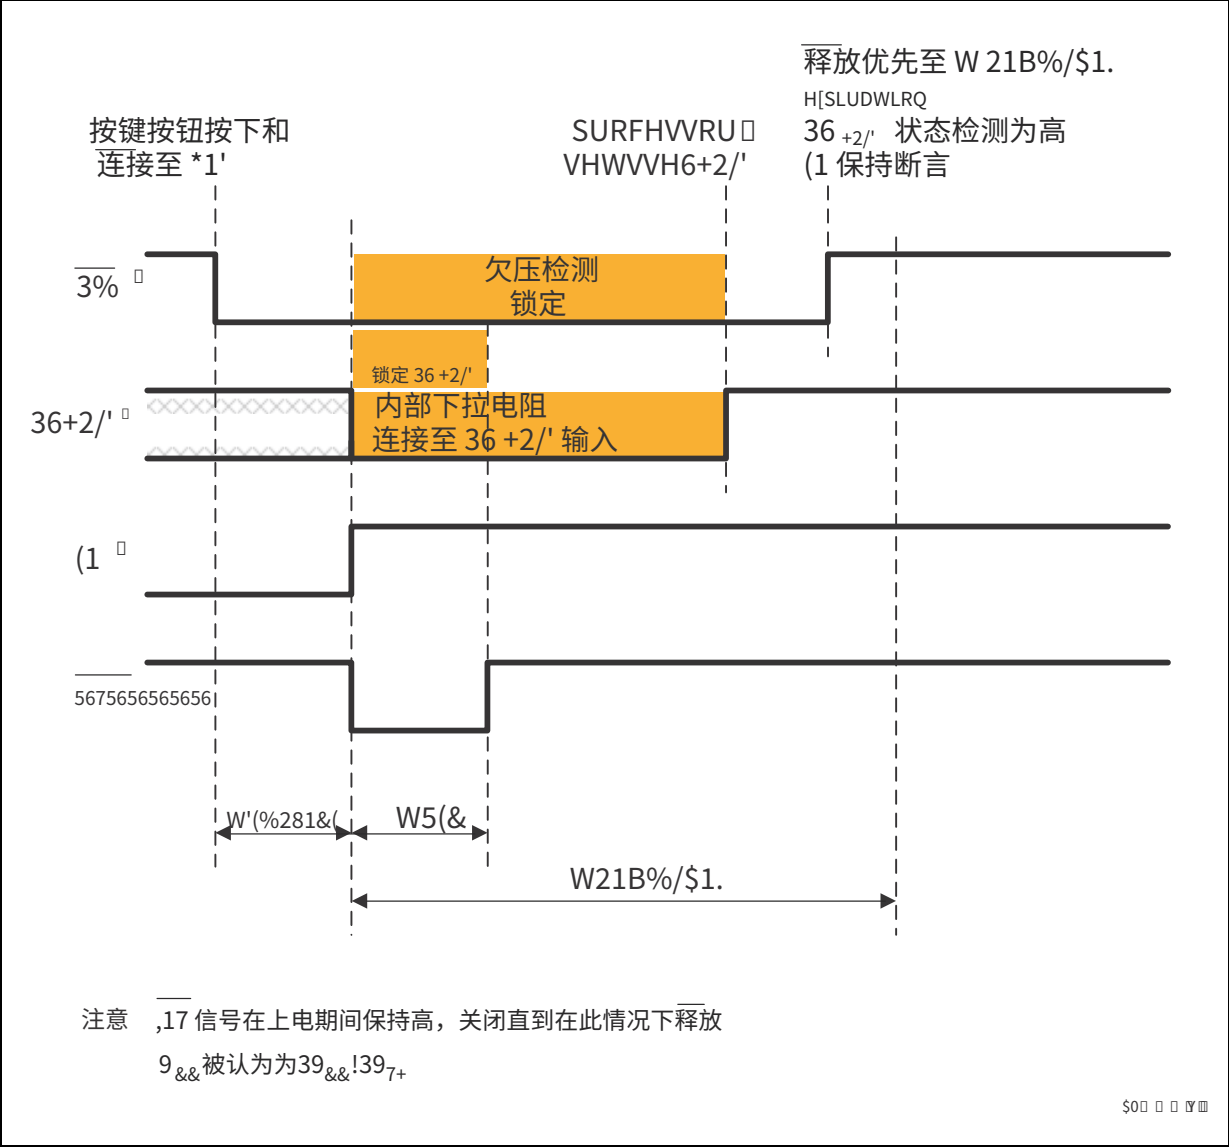 释放优先至 W 21B%/$1.
H[SLUDWLRQ
按键按钮按下和
连接至 *1'
SURFHVVRU▯
VHWVVH6+2/'
36 +2/' 状态检测为高
(1 保持断言
3% ▯
欠压检测
锁定
锁定 36 +2/'
36+2/' ▯
内部下拉电阻
连接至 36 +2/' 输入
(1 ▯
5675656565656
W'(%281&(
W5(&
W21B%/$1.
注意 ,17 信号在上电期间保持高，关闭直到在此情况下释放
9&&被认为为39&&!397+
$0▯ ▯ ▯ ▯Y▯▯